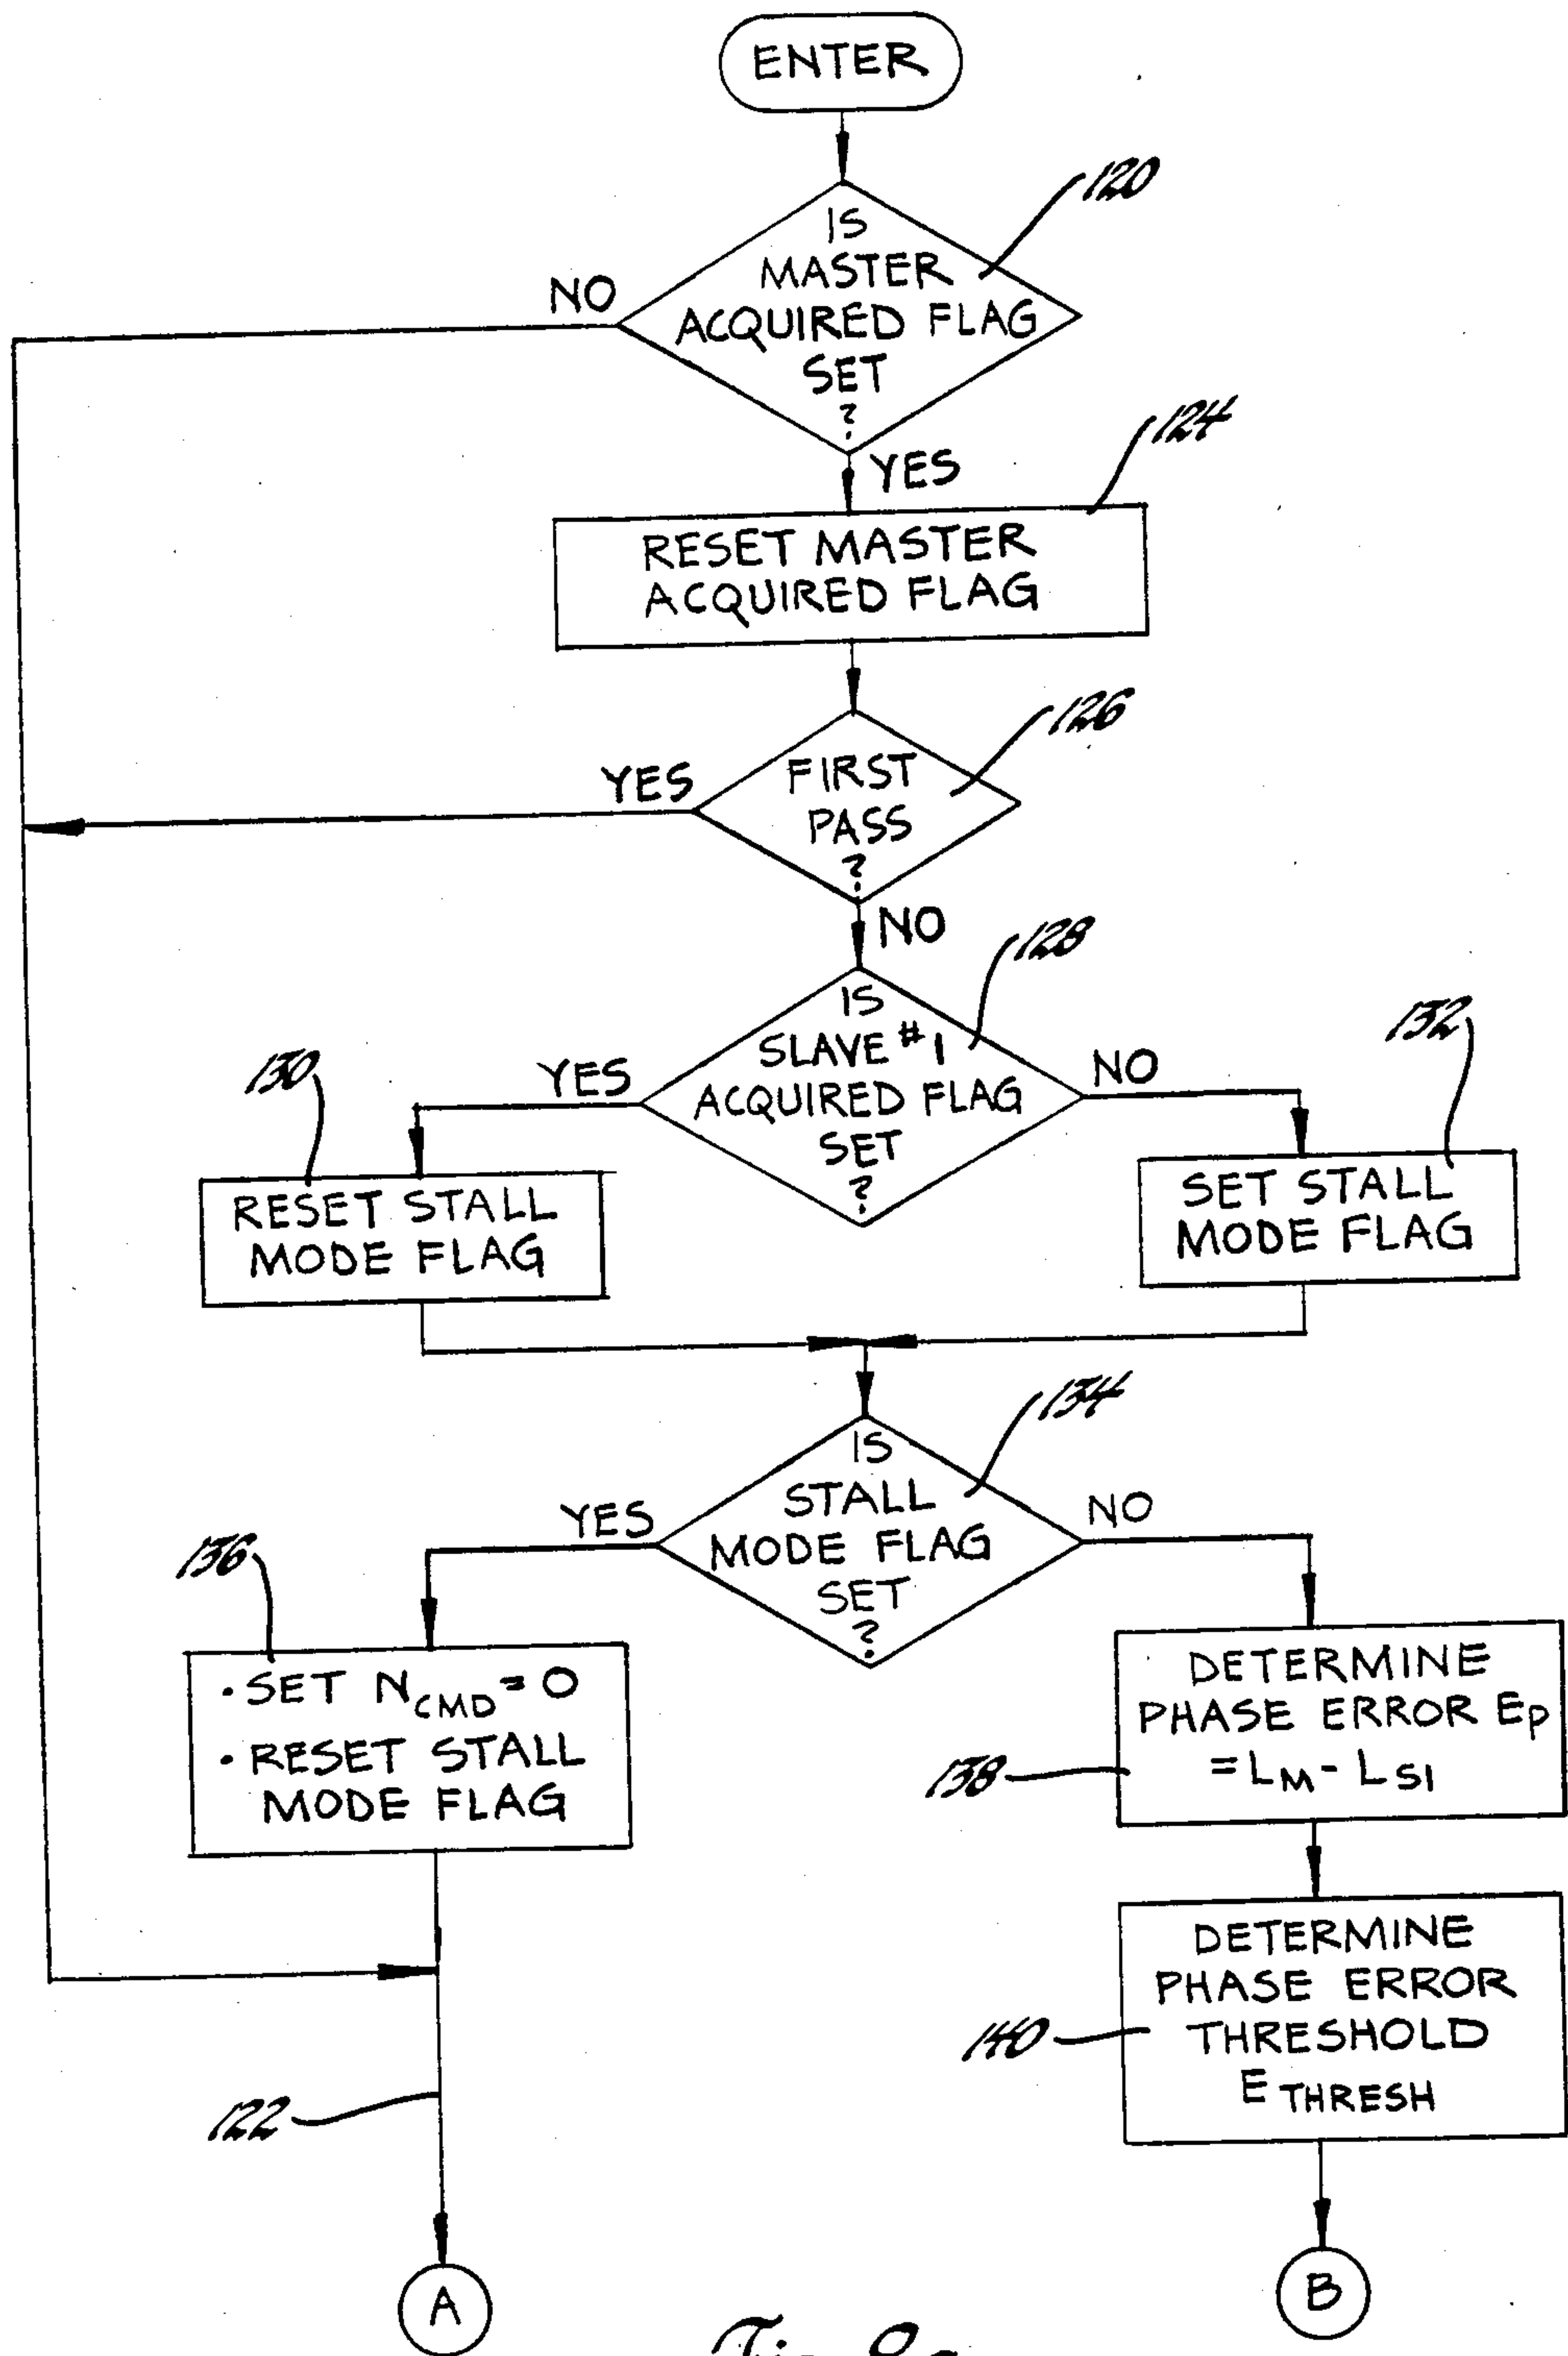 ENTER
120
IS
MASTER
ACQUIRED FLAG
SET
?
NO
YES
124
RESET MASTER
ACQUIRED FLAG
126
FIRST
PASS
?
YES
NO
128
IS
SLAVE #1
ACQUIRED FLAG
SET
?
YES
NO
130
132
RESET STALL
MODE FLAG
SET STALL
MODE FLAG
134
IS
STALL
MODE FLAG
SET
?
YES
NO
136
• SET NCMD = 0
• RESET STALL
MODE FLAG
DETERMINE
PHASE ERROR EP
= LM - LS1
138
DETERMINE
PHASE ERROR
THRESHOLD
E THRESH
140
122
A
B